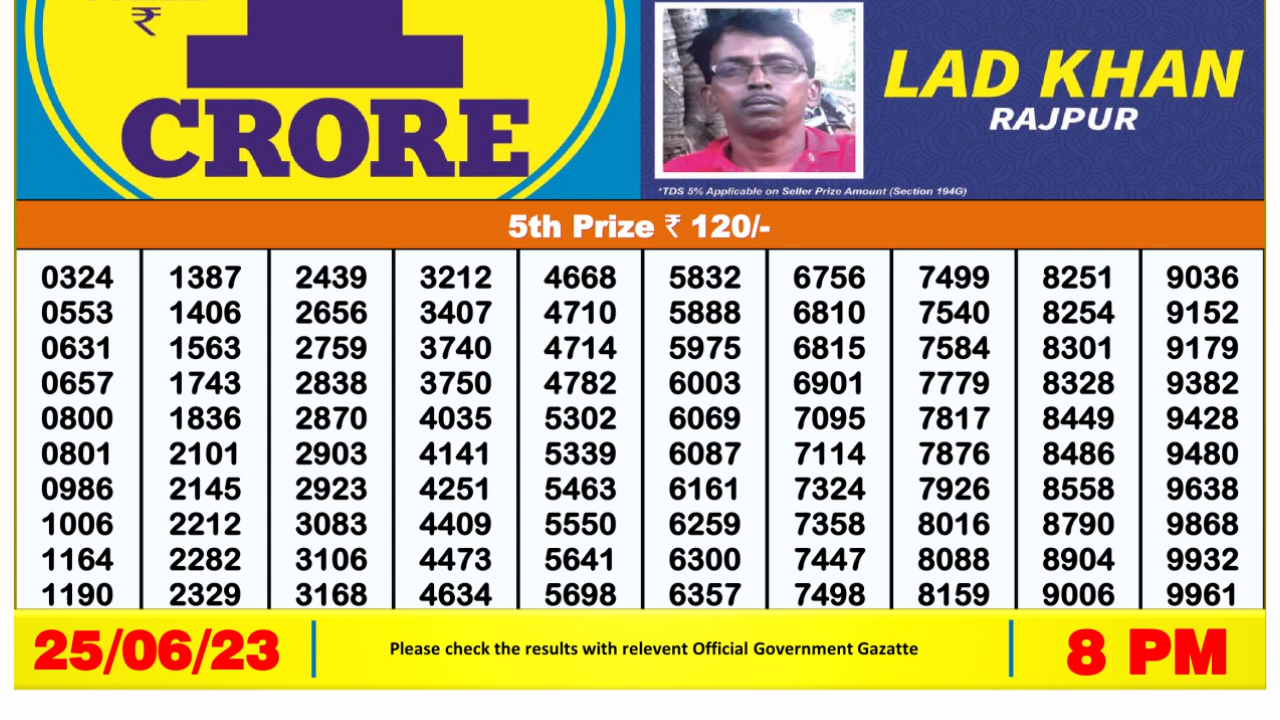 ₹
1
CRORE
LAD KHAN
RAJPUR
*TDS 5% Applicable on Seller Prize Amount (Section 194G)
5th Prize ₹ 120/-
0324 1387 2439 3212 4668 5832 6756 7499 8251 9036
0553 1406 2656 3407 4710 5888 6810 7540 8254 9152
0631 1563 2759 3740 4714 5975 6815 7584 8301 9179
0657 1743 2838 3750 4782 6003 6901 7779 8328 9382
0800 1836 2870 4035 5302 6069 7095 7817 8449 9428
0801 2101 2903 4141 5339 6087 7114 7876 8486 9480
0986 2145 2923 4251 5463 6161 7324 7926 8558 9638
1006 2212 3083 4409 5550 6259 7358 8016 8790 9868
1164 2282 3106 4473 5641 6300 7447 8088 8904 9932
1190 2329 3168 4634 5698 6357 7498 8159 9006 9961
25/06/23 Please check the results with relevent Official Government Gazatte 8 PM